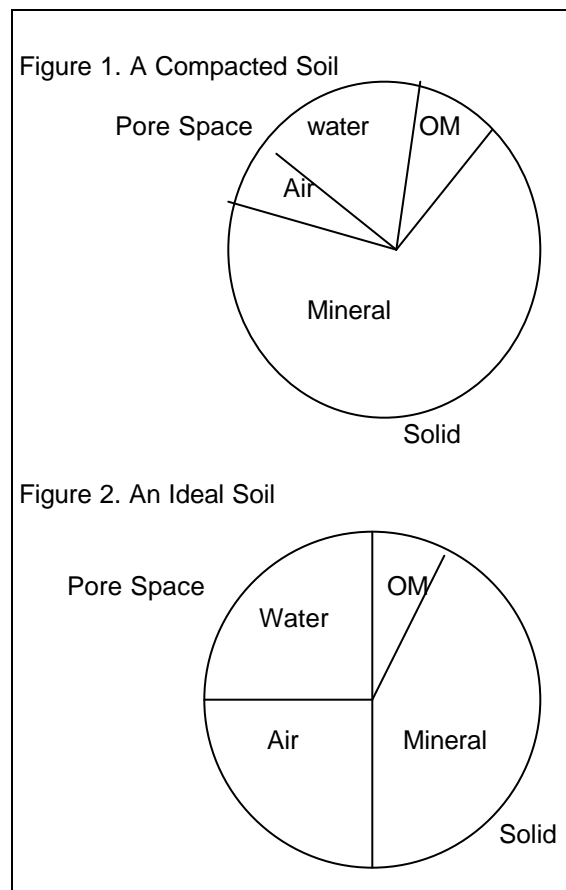 Figure 1. A Compacted Soil
Pore Space
water
OM
Air
Mineral
Solid
Figure 2. An Ideal Soil
Pore Space
OM
Water
Air
Mineral
Solid